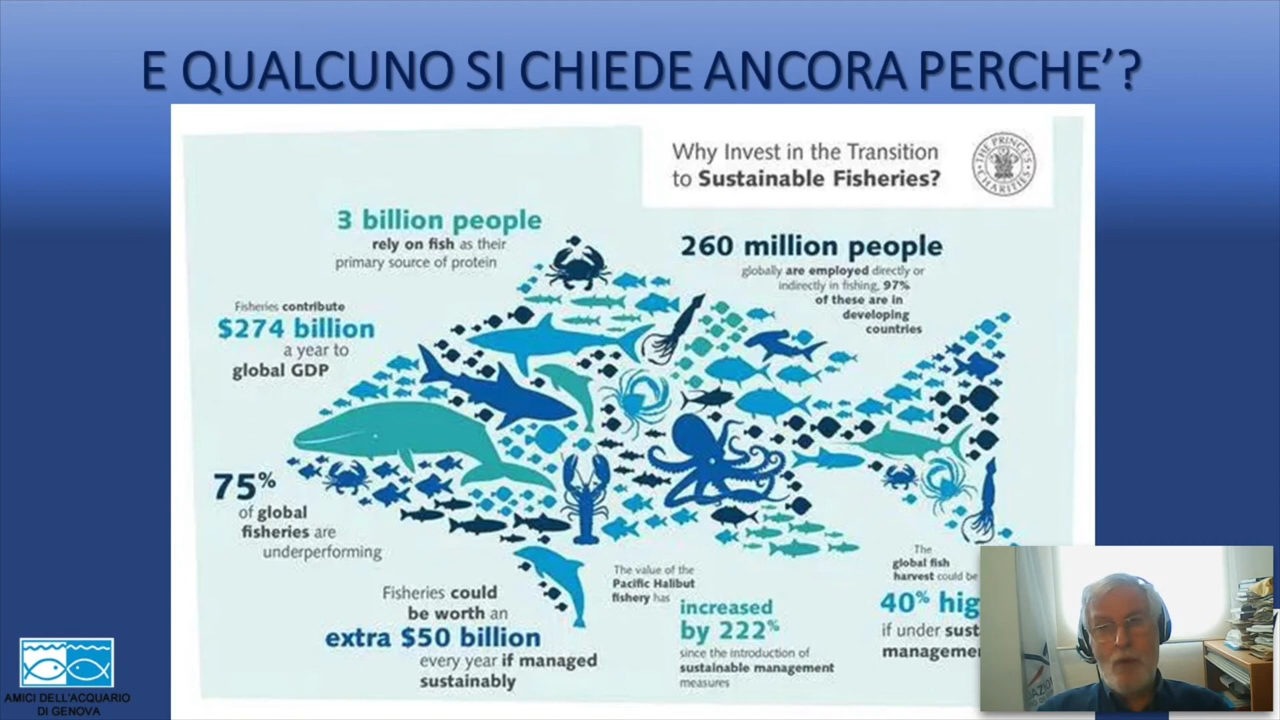 E QUALCUNO SI CHIEDE ANCORA PERCHE’?
Why Invest in the Transition
to Sustainable Fisheries?
THE PRINCE'S
CHARITIES
3 billion people
rely on fish as their
primary source of protein
260 million people
globally are employed directly or
indirectly in fishing, 97%
of these are in
developing
countries
Fisheries contribute
$274 billion
a year to
global GDP
75%
of global
fisheries are
underperforming
Fisheries could
be worth an
extra $50 billion
every year if managed
sustainably
The value of the
Pacific Halibut
fishery has
increased
by 222%
since the introduction of
sustainable management
measures
The
global fish
harvest could be
40% hig
if under sust
manageme
AMICI DELL'ACQUARIO
DI GENOVA